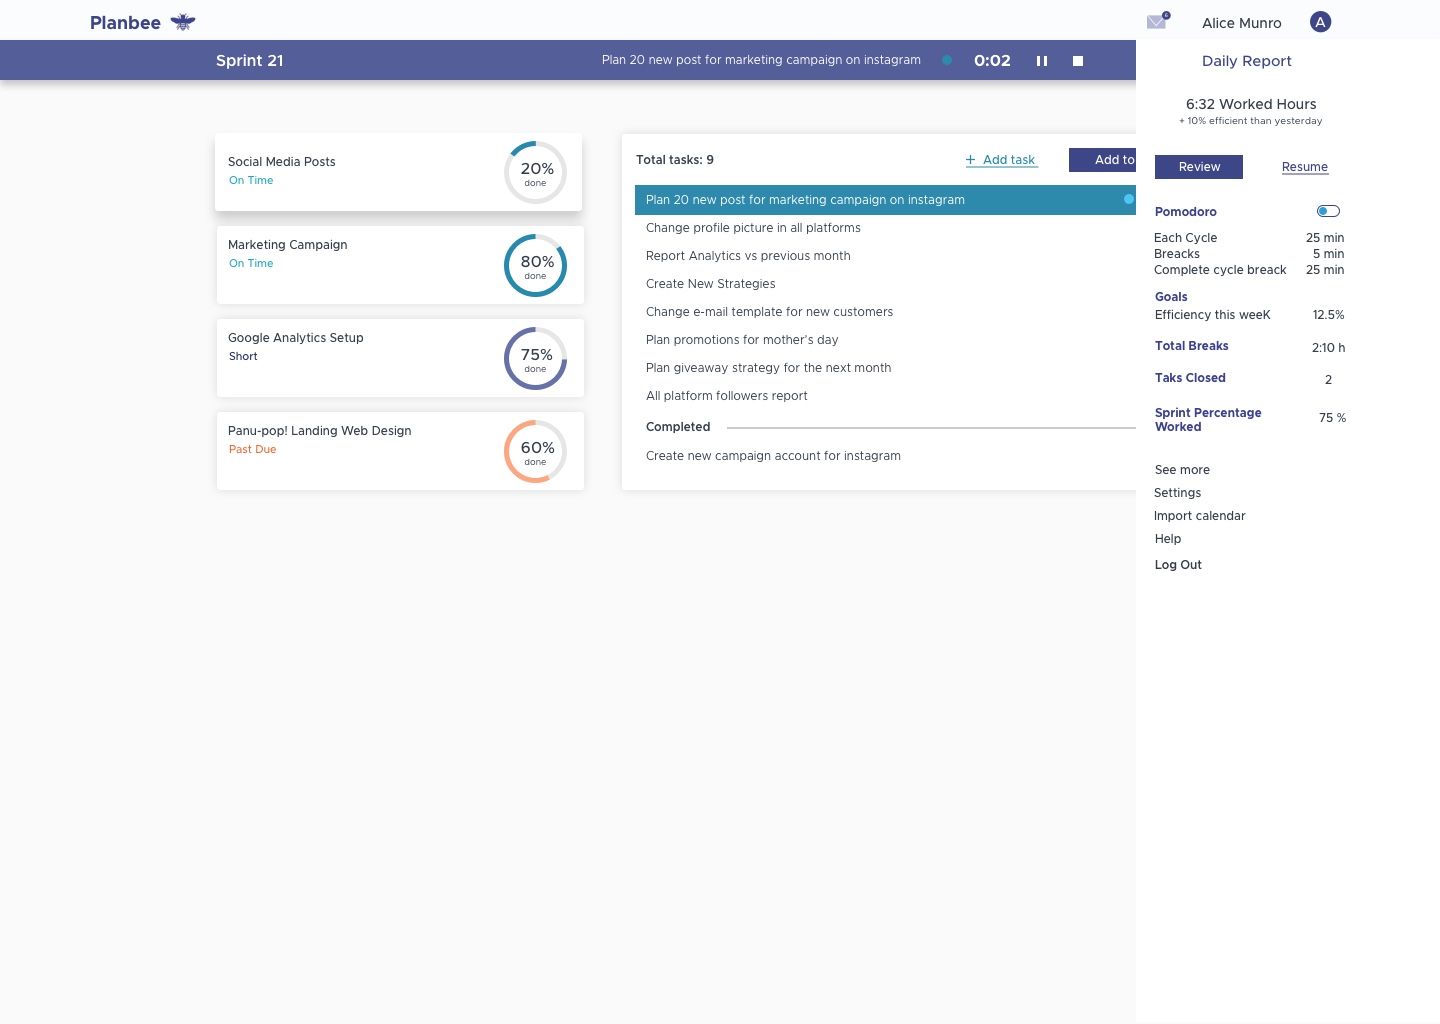 Planbee
6
Alice Munro
A
Sprint 21
Plan 20 new post for marketing campaign on instagram
0:02
Social Media Posts
On Time
20%
done
Marketing Campaign
On Time
80%
done
Google Analytics Setup
Short
75%
done
Panu-pop! Landing Web Design
Past Due
60%
done
Total tasks: 9
+ Add task
Add to
Plan 20 new post for marketing campaign on instagram
Change profile picture in all platforms
Report Analytics vs previous month
Create New Strategies
Change e-mail template for new customers
Plan promotions for mother's day
Plan giveaway strategy for the next month
All platform followers report
Completed
Create new campaign account for instagram
Daily Report
6:32 Worked Hours
+ 10% efficient than yesterday
Review
Resume
Pomodoro
Each Cycle 25 min
Breacks 5 min
Complete cycle breack 25 min
Goals
Efficiency this weeK 12.5%
Total Breaks 2:10 h
Taks Closed 2
Sprint Percentage
Worked 75 %
See more
Settings
Import calendar
Help
Log Out